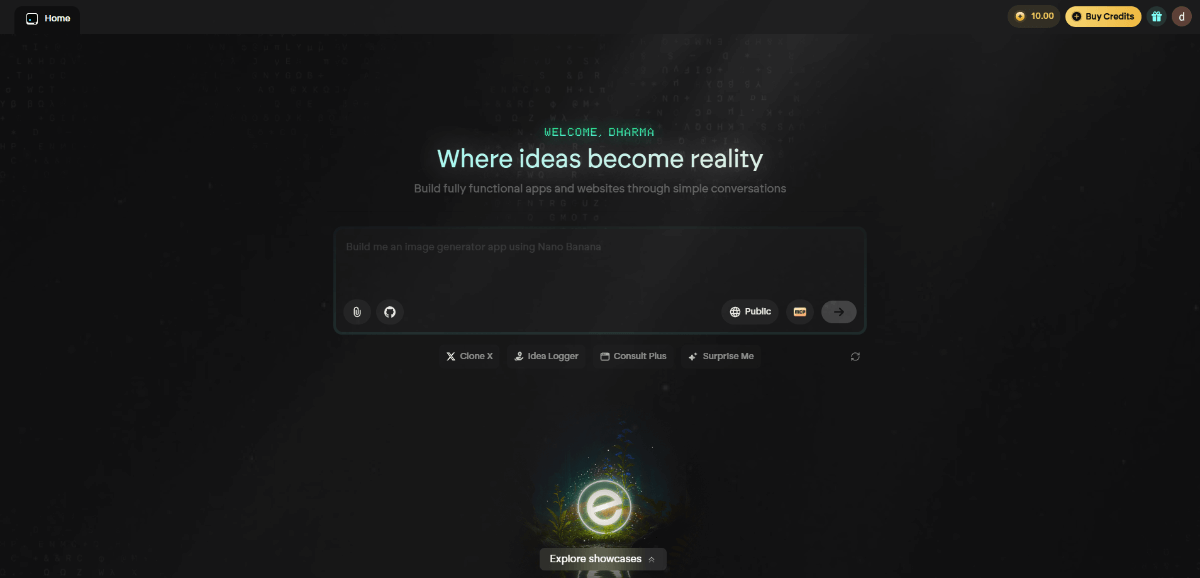 Home
10.00
Buy Credits
d
WELCOME, DHARMA
Where ideas become reality
Build fully functional apps and websites through simple conversations
Build me an image generator app using Nano Banana
Public
MCP
Clone X
Idea Logger
Consult Plus
Surprise Me
e
Explore showcases